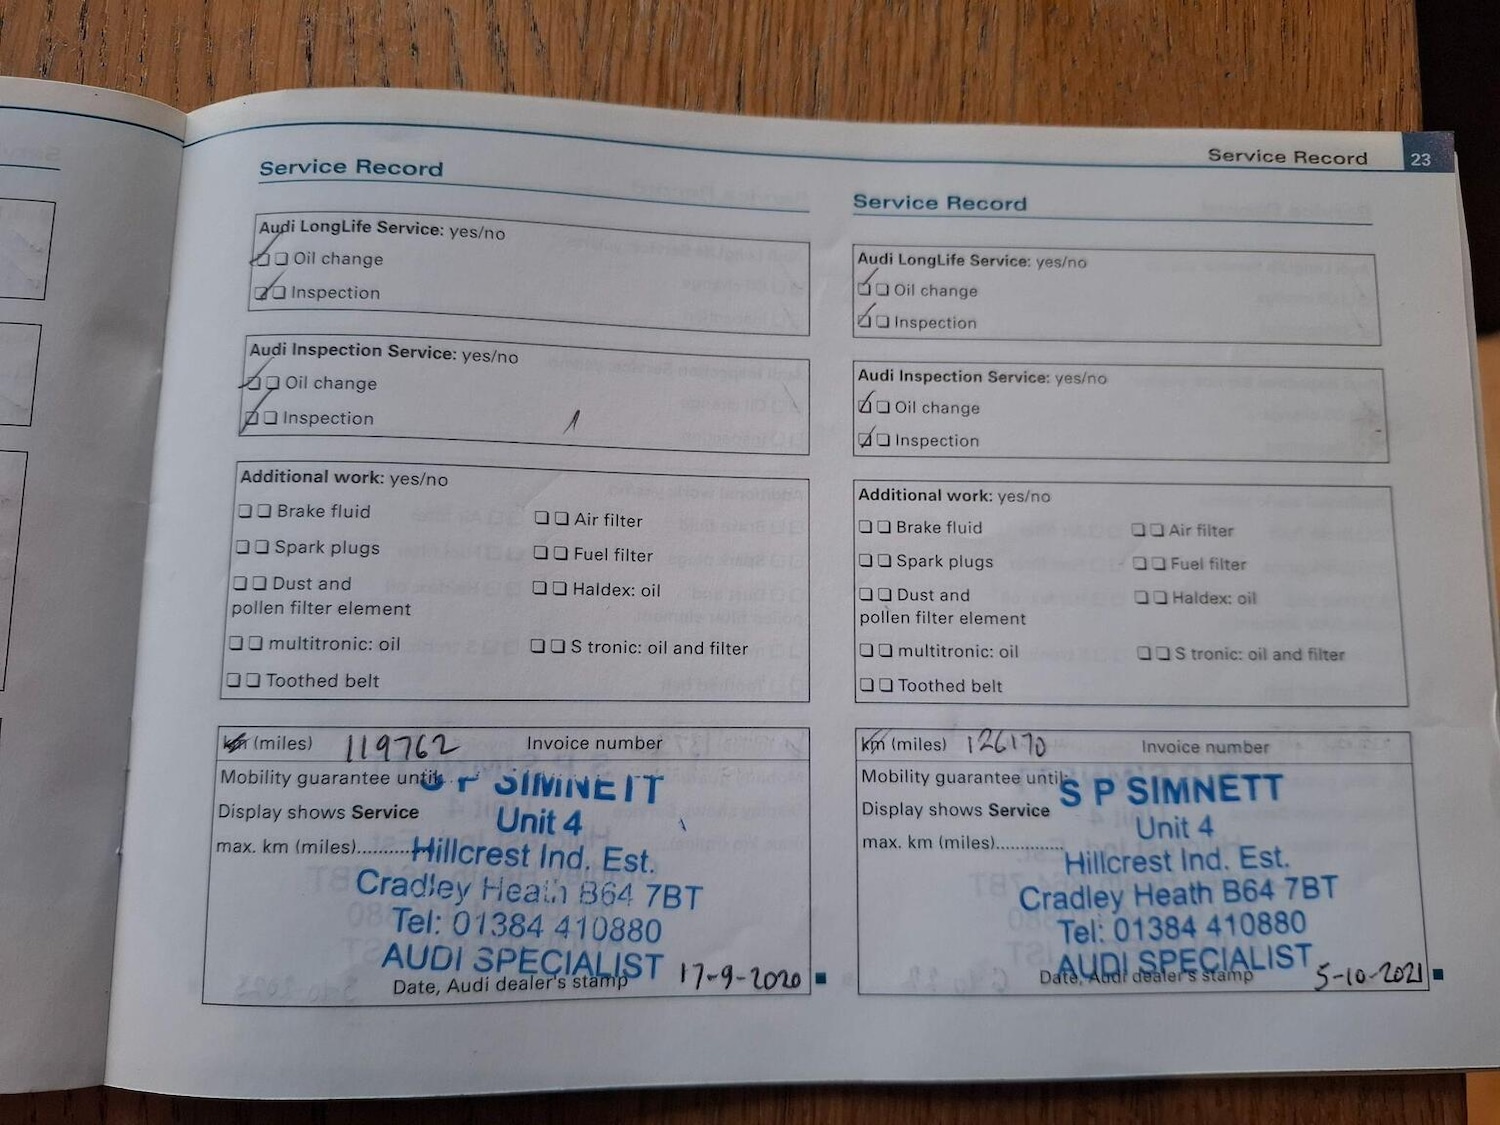 Service Record 23
Service Record
Audi LongLife Service: yes/no
Oil change
Inspection
Audi Inspection Service: yes/no
Oil change
Inspection
Additional work: yes/no
Brake fluid
Air filter
Spark plugs
Fuel filter
Dust and
pollen filter element
Haldex: oil
multitronic: oil
S tronic: oil and filter
Toothed belt
km (miles) 119762 Invoice number
Mobility guarantee until
S P SIMNETT
Display shows Service
Unit 4
max. km (miles)..........
Hillcrest Ind. Est.
Cradley Heath B64 7BT
Tel: 01384 410880
AUDI SPECIALIST
Date, Audi dealer's stamp
17-9-2020
Service Record
Audi LongLife Service: yes/no
Oil change
Inspection
Audi Inspection Service: yes/no
Oil change
Inspection
Additional work: yes/no
Brake fluid
Air filter
Spark plugs
Fuel filter
Dust and
pollen filter element
Haldex: oil
multitronic: oil
S tronic: oil and filter
Toothed belt
km (miles) 126170 Invoice number
Mobility guarantee until:
S P SIMNETT
Display shows Service
Unit 4
max. km (miles)..............
Hillcrest Ind. Est.
Cradley Heath B64 7BT
Tel: 01384 410880
AUDI SPECIALIST
Date, Audi dealer's stamp
5-10-2021